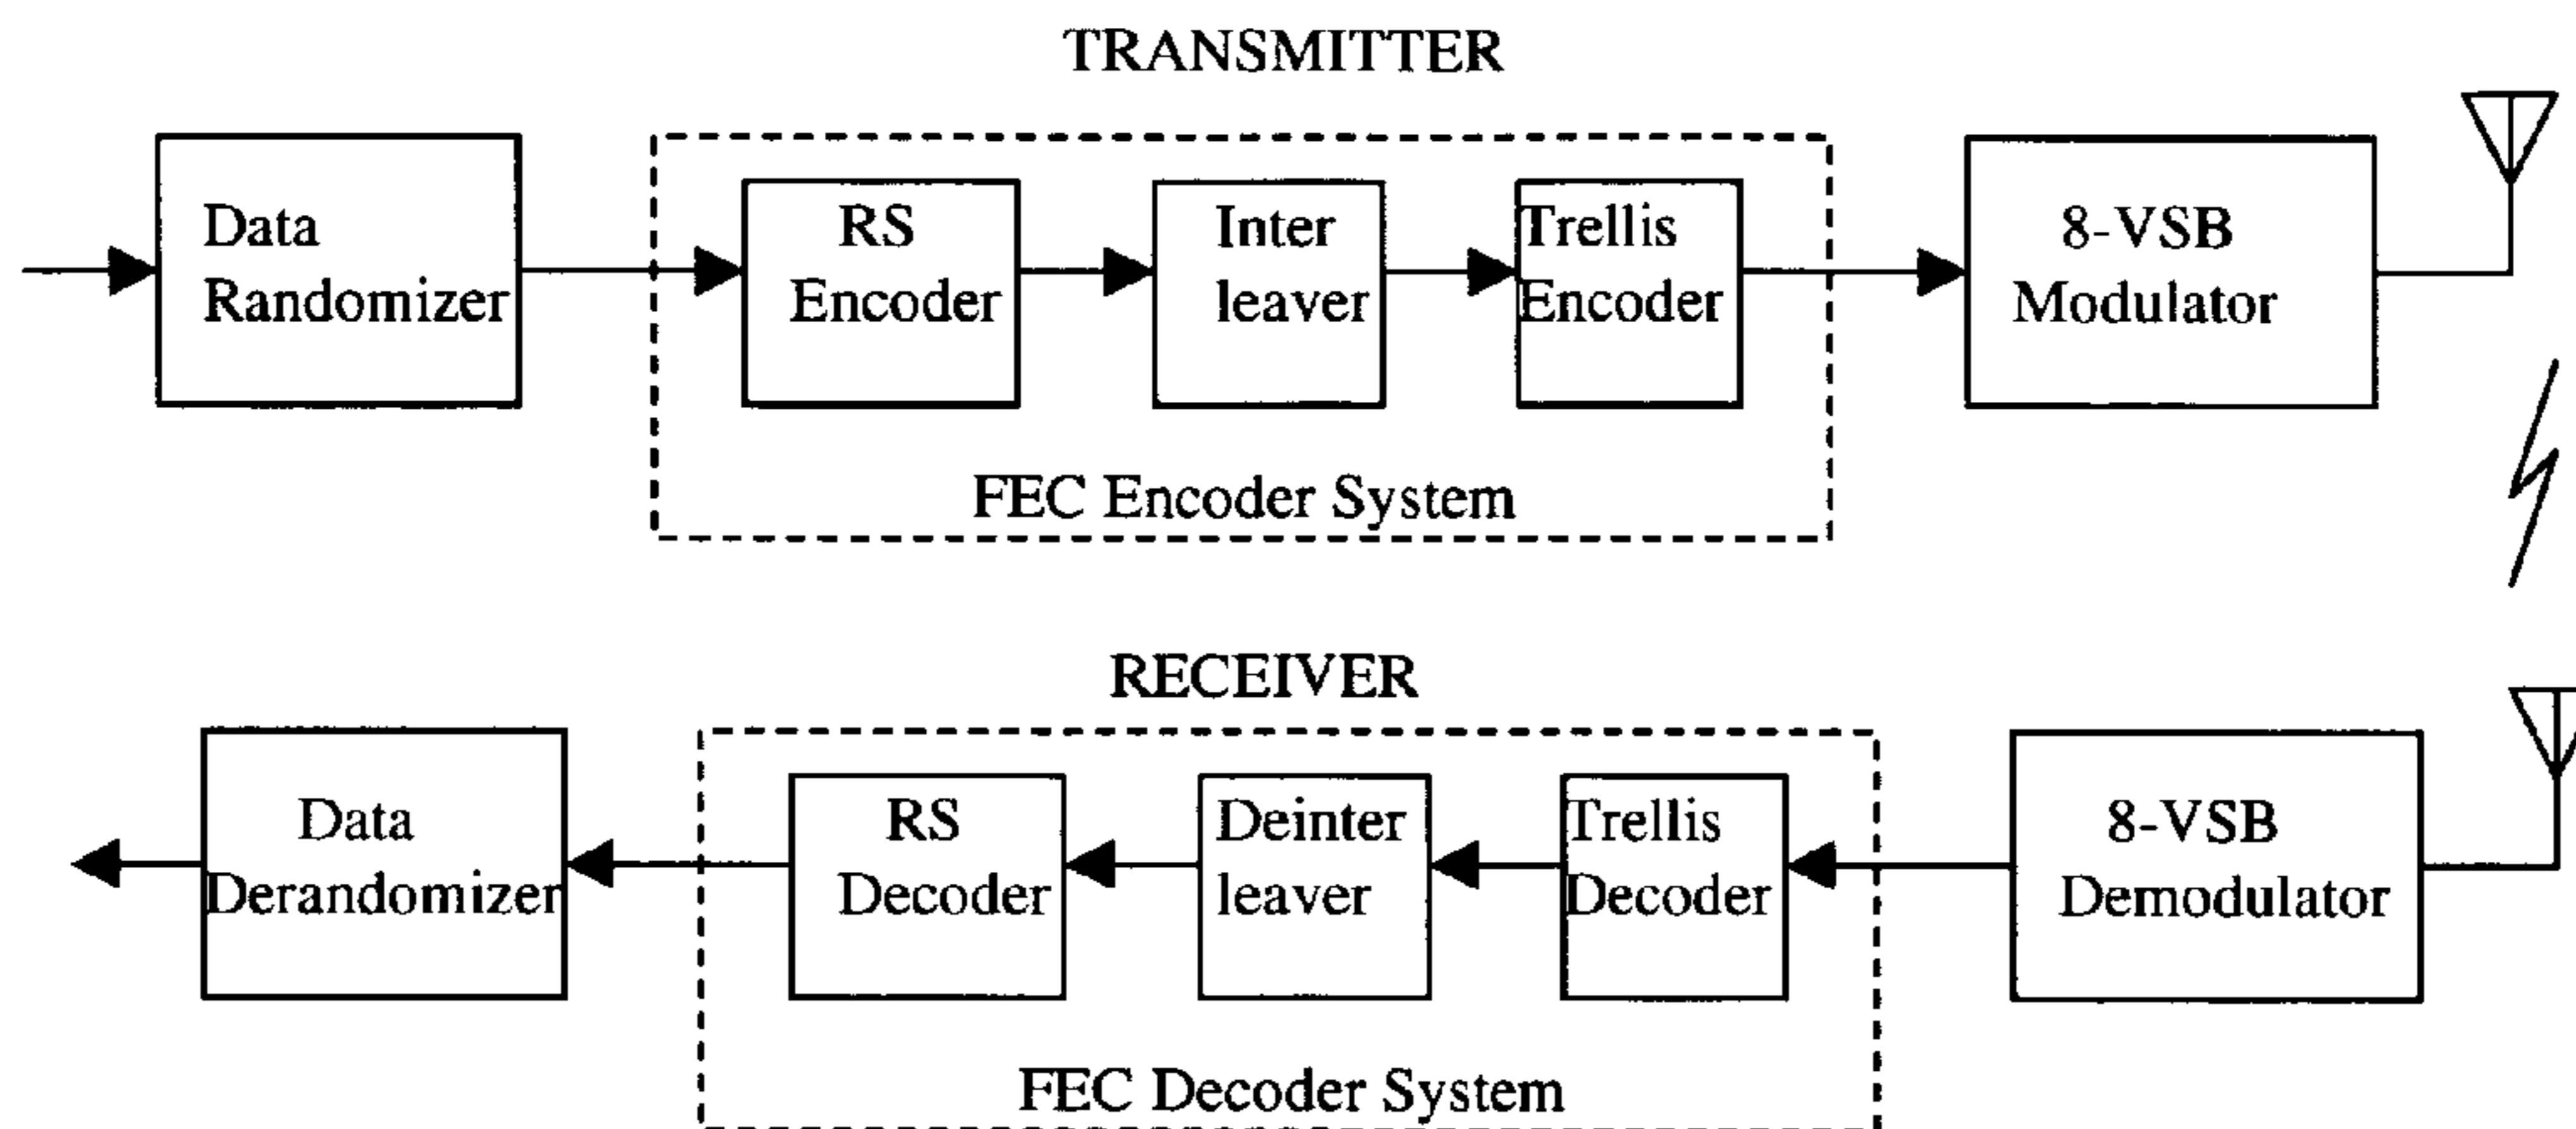 TRANSMITTER
Data
Randomizer
RS
Encoder
Inter
leaver
Trellis
Encoder
8-VSB
Modulator
FEC Encoder System
RECEIVER
Data
Derandomizer
RS
Decoder
Deinter
leaver
Trellis
Decoder
8-VSB
Demodulator
FEC Decoder System